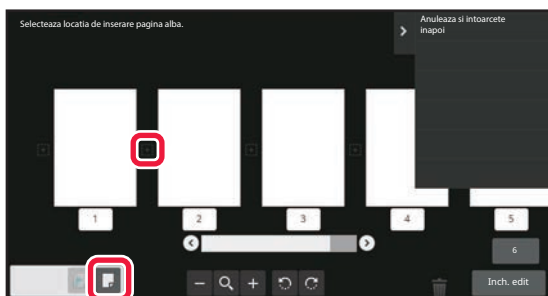 Selecteaza locatia de inserare pagina alba.
Anuleaza si intoarcete
inapoi
1
2
3
4
5
6
Inch. edit